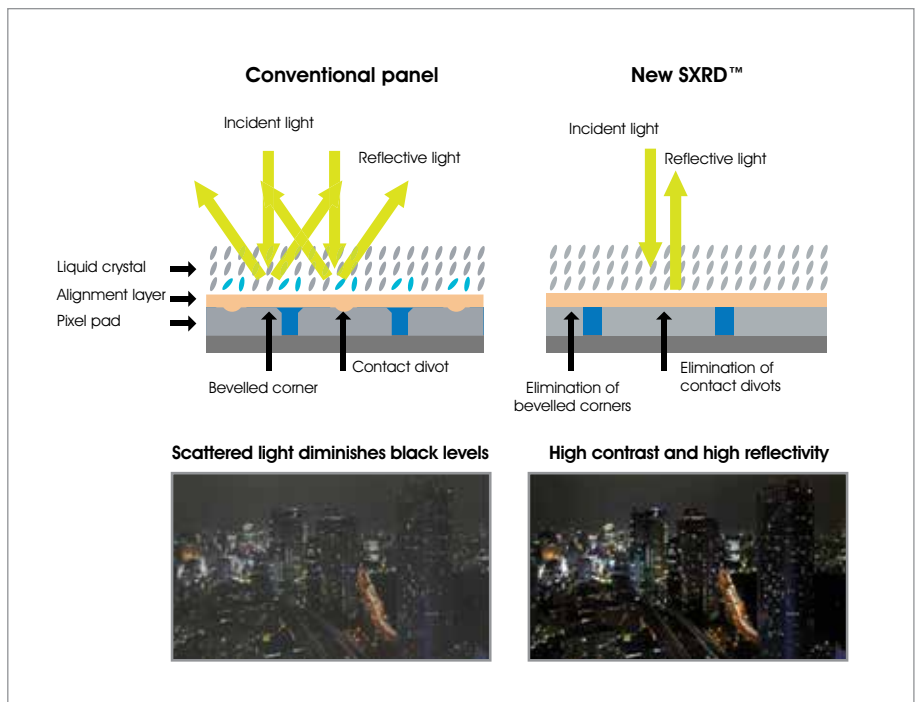 Conventional panel
New SXRD™
Incident light
Reflective light
Incident light
Reflective light
Liquid crystal
Alignment layer
Pixel pad
Bevelled corner
Contact divot
Elimination of
bevelled corners
Elimination of
contact divots
Scattered light diminishes black levels
High contrast and high reflectivity